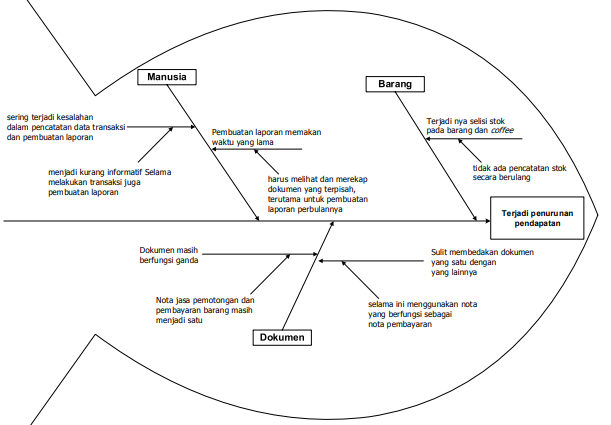 Manusia
sering terjadi kesalahan
dalam pencatatan data transaksi
dan pembuatan laporan
menjadi kurang informatif Selama
melakukan transaksi juga
pembuatan laporan
Pembuatan laporan memakan
waktu yang lama
harus melihat dan merekap
dokumen yang terpisah,
terutama untuk pembuatan
laporan perbulannya
Barang
Terjadi nya selisi stok
pada barang dan coffee
tidak ada pencatatan stok
secara berulang
Terjadi penurunan
pendapatan
Dokumen masih
berfungsi ganda
Nota jasa pemotongan dan
pembayaran barang masih
menjadi satu
Sulit membedakan dokumen
yang satu dengan
yang lainnya
selama ini menggunakan nota
yang berfungsi sebagai
nota pembayaran
Dokumen